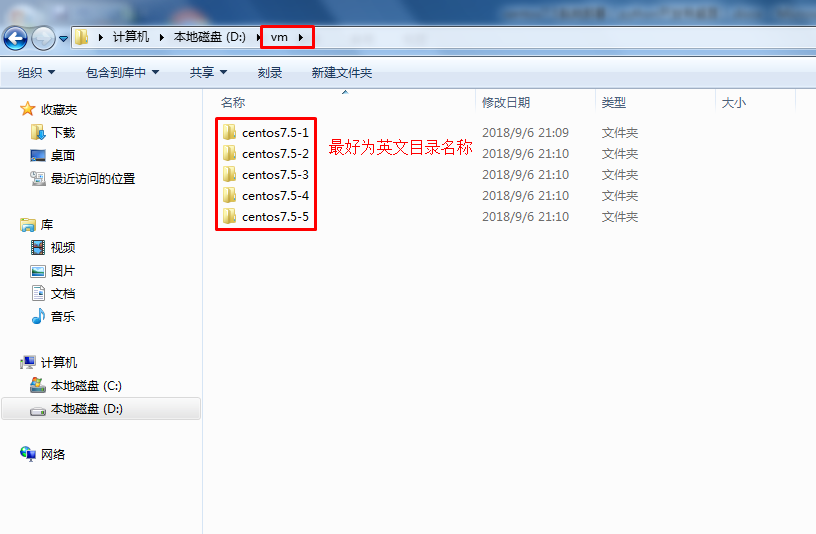 计算机 本地磁盘 (D:) vm
组织 包含到库中 共享 刻录 新建文件夹
名称 修改日期 类型 大小
收藏夹
下载
桌面
最近访问的位置
库
视频
图片
文档
音乐
计算机
本地磁盘 (C:)
本地磁盘 (D:)
网络
centos7.5-1 2018/9/6 21:09 文件夹
centos7.5-2 2018/9/6 21:10 文件夹
centos7.5-3 2018/9/6 21:10 文件夹
centos7.5-4 2018/9/6 21:10 文件夹
centos7.5-5 2018/9/6 21:10 文件夹
最好为英文目录名称